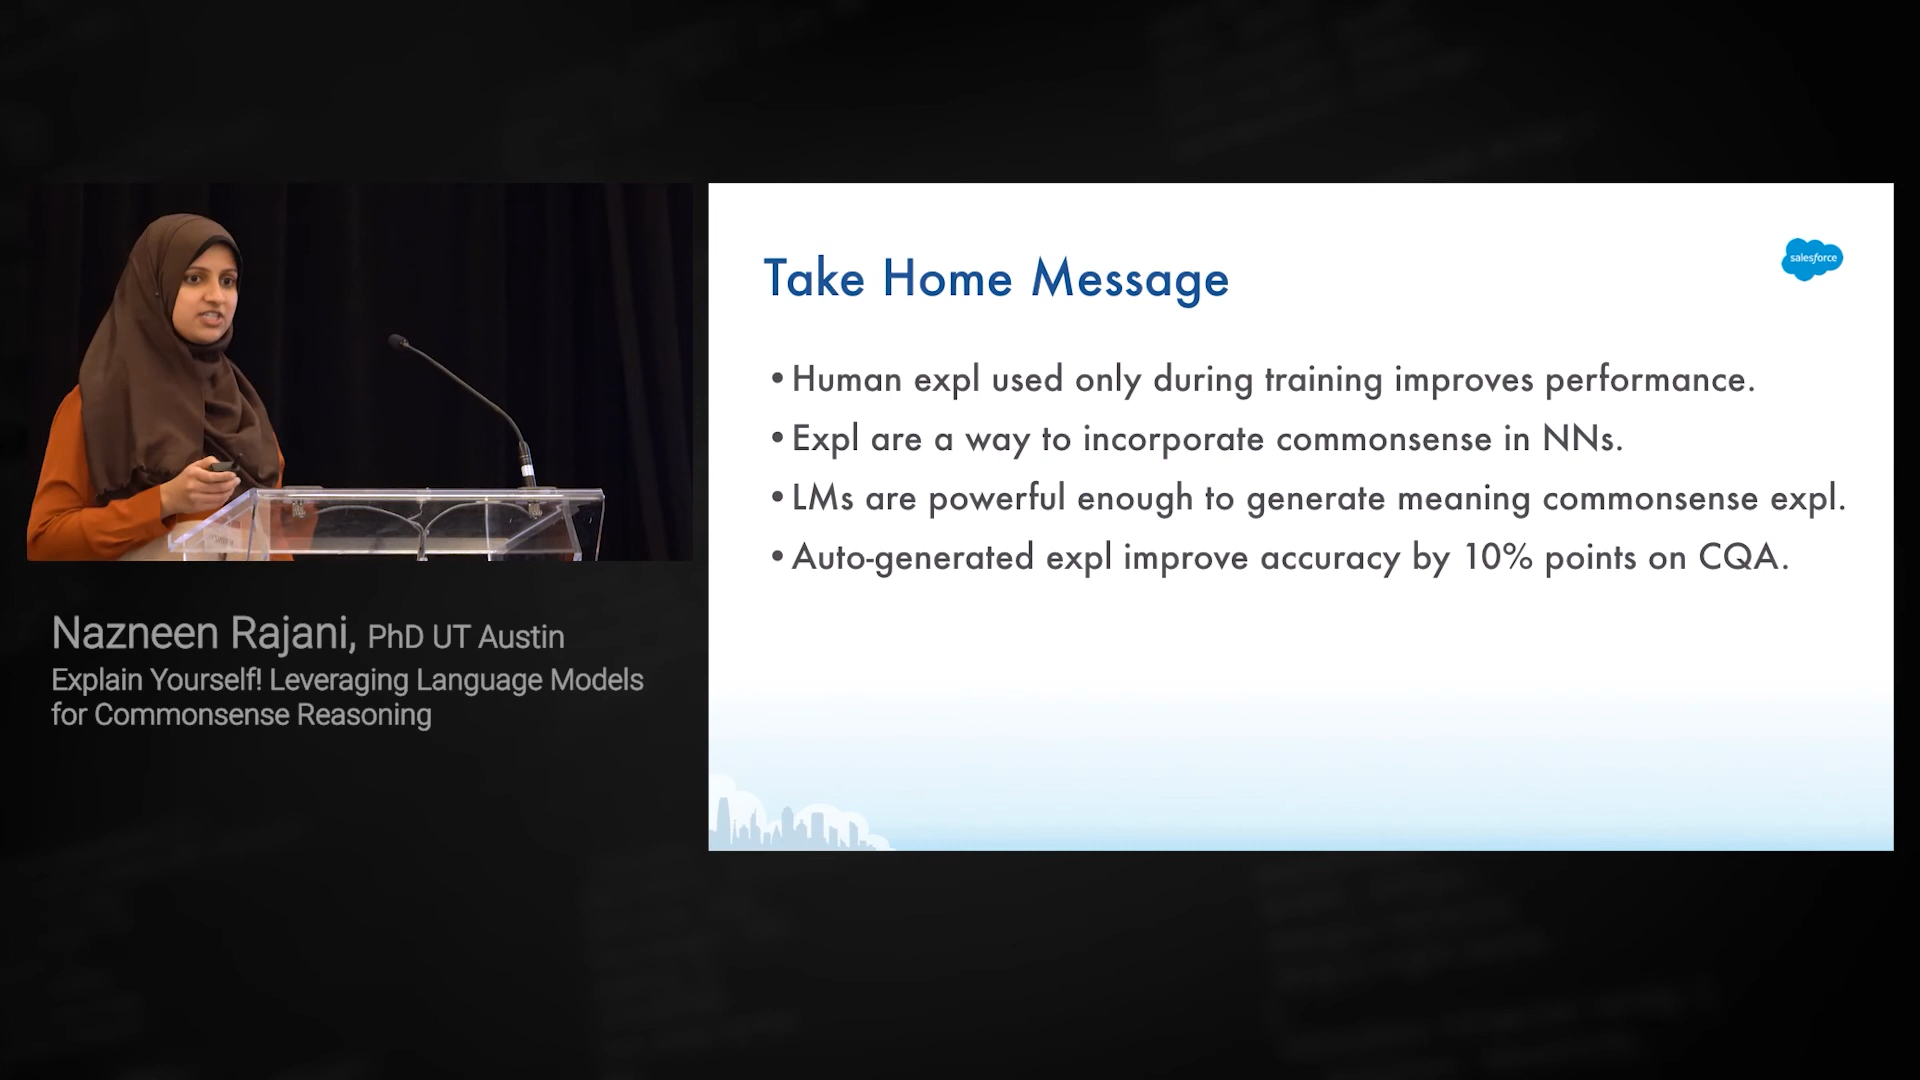 Nazneen Rajani, PhD UT Austin
Explain Yourself! Leveraging Language Models
for Commonsense Reasoning
salesforce
Take Home Message
•Human expl used only during training improves performance.
•Expl are a way to incorporate commonsense in NNs.
•LMs are powerful enough to generate meaning commonsense expl.
•Auto-generated expl improve accuracy by 10% points on CQA.